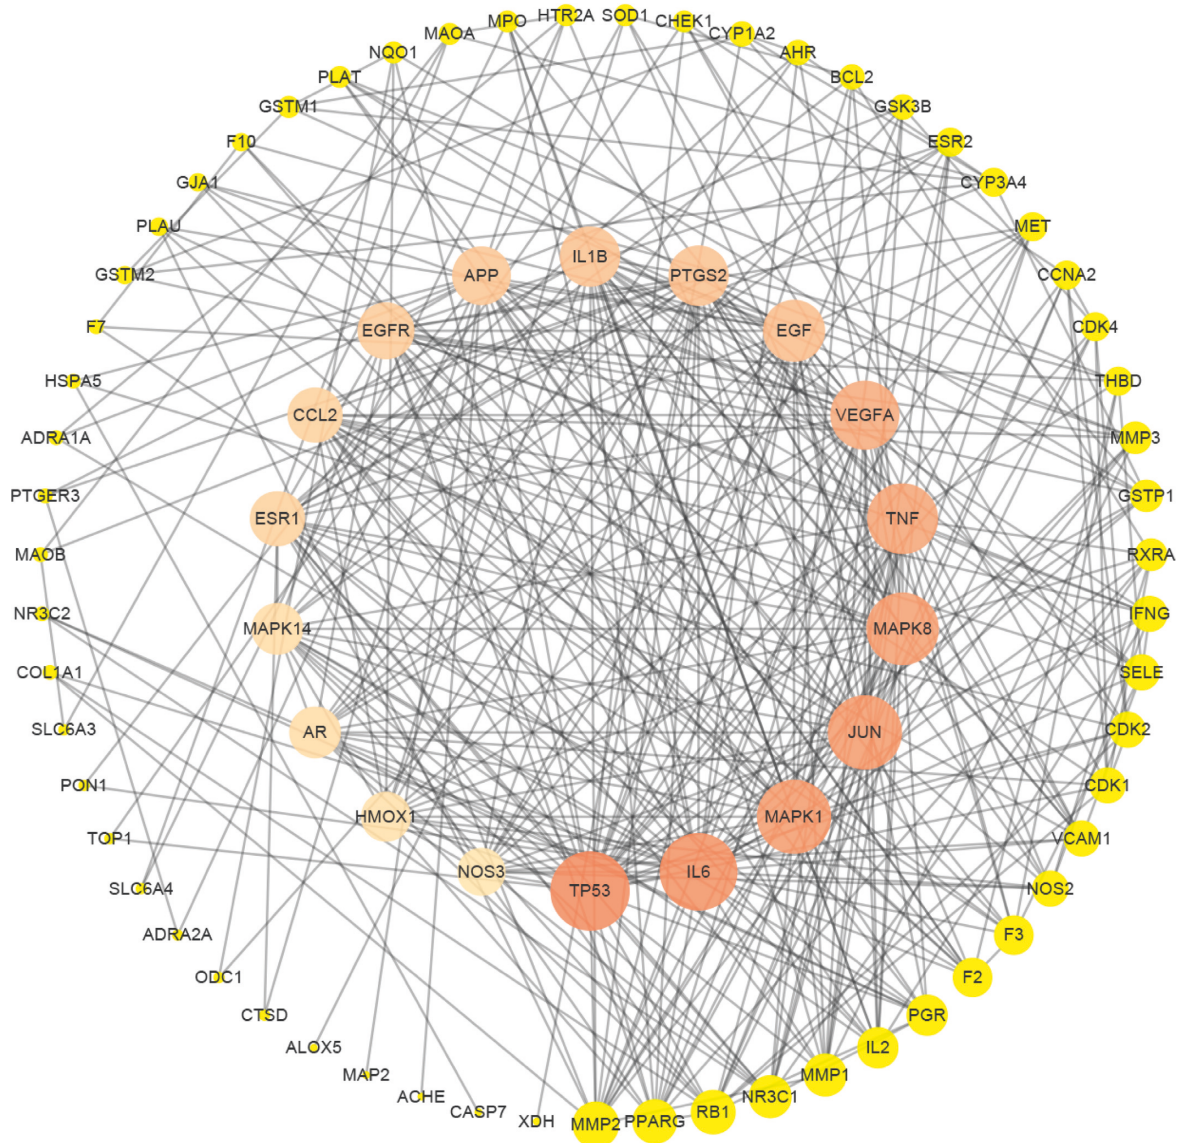 HTR2A
SOD1
MPO
CHEK1
MAOA
CYP1A2
NQO1
AHR
PLAT
BCL2
GSTM1
GSK3B
F10
ESR2
GJA1
CYP3A4
PLAU
MET
GSTM2
CCNA2
F7
CDK4
HSPA5
THBD
ADRA1A
MMP3
PTGER3
GSTP1
MAOB
RXRA
NR3C2
IFNG
COL1A1
SELE
SLC6A3
CDK2
PON1
CDK1
TOP1
VCAM1
SLC6A4
NOS2
ADRA2A
F3
ODC1
F2
CTSD
PGR
ALOX5
IL2
MAP2
MMP1
ACHE
NR3C1
CASP7
RB1
XDH
MMP2
PPARG
IL1B
APP
PTGS2
EGFR
EGF
CCL2
VEGFA
ESR1
TNF
MAPK14
MAPK8
AR
JUN
HMOX1
MAPK1
NOS3
IL6
TP53